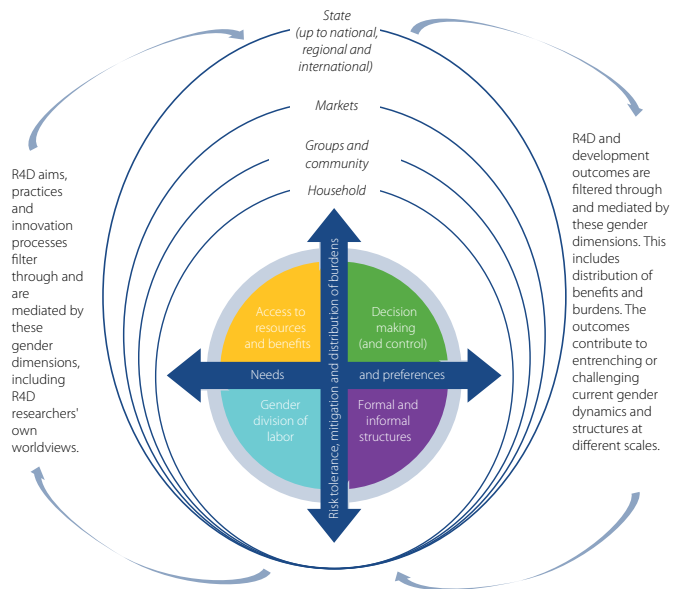 State
(up to national,
regional and
international)
Markets
Groups and
community
Household
R4D aims,
practices
and
innovation
processes
filter
through and
are
mediated by
these
gender
dimensions,
including
R4D
researchers'
own
worldviews.
Access to
resources
and benefits
Decision
making
(and control)
Needs
and preferences
Gender
division of
labor
Formal and
informal
structures
Risk tolerance, mitigation and distribution of burdens
R4D and
development
outcomes are
filtered through
and mediated by
these gender
dimensions. This
includes
distribution of
benefits and
burdens. The
outcomes
contribute to
entrenching or
challenging
current gender
dynamics and
structures at
different scales.